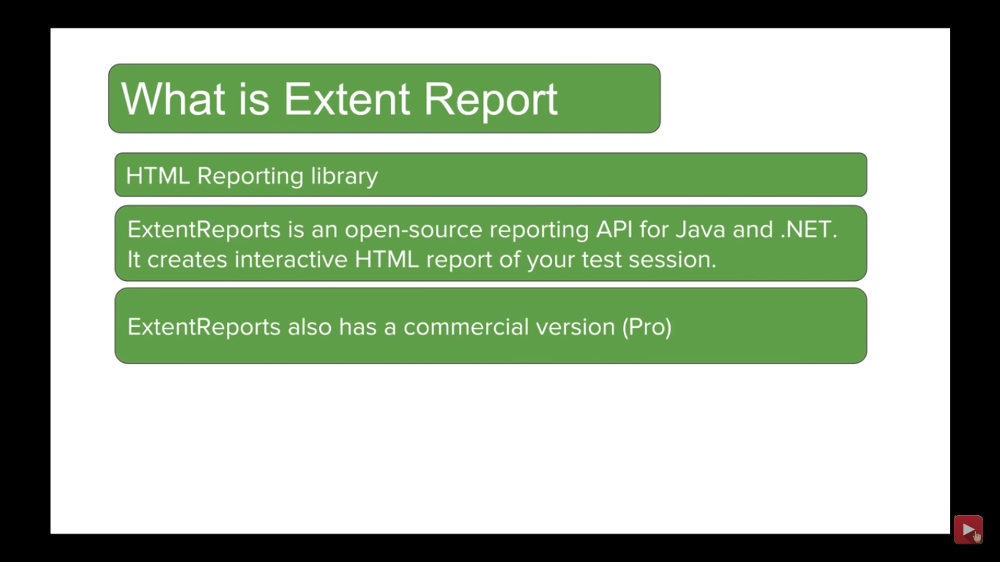 What is Extent Report
HTML Reporting library
ExtentReports is an open-source reporting API for Java and .NET.
It creates interactive HTML report of your test session.
ExtentReports also has a commercial version (Pro)